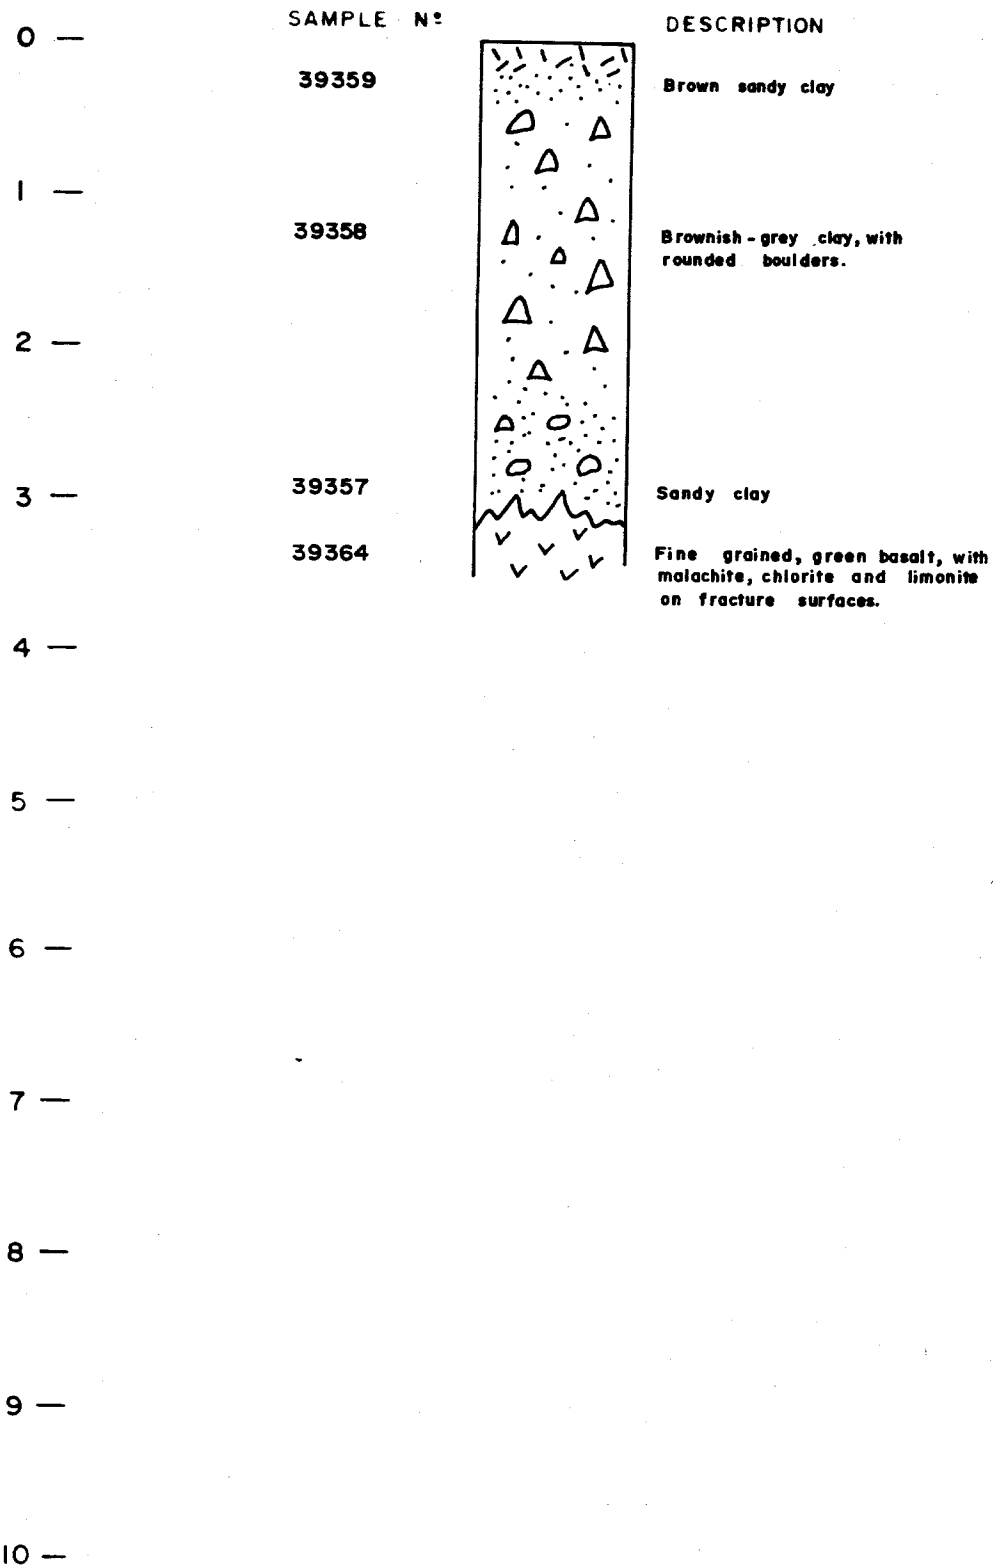 SAMPLE Nº
DESCRIPTION
0 —
39359
Brown sandy clay
1 —
39358
Brownish-grey clay, with
rounded boulders.
2 —
39357
3 —
Sandy clay
39364
Fine grained, green basalt, with
malachite, chlorite and limonite
on fracture surfaces.
4 —
5 —
6 —
7 —
8 —
9 —
10 —